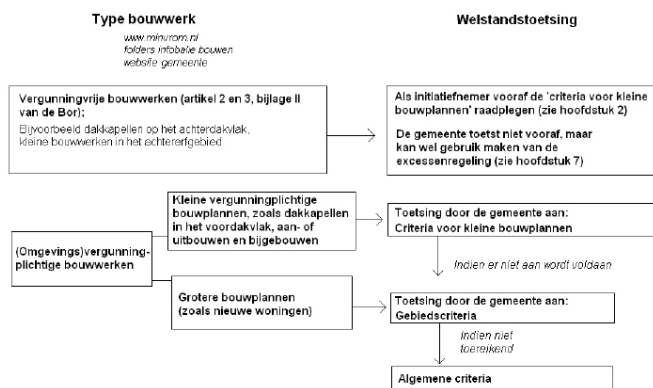 Type bouwwerk
www.minvrom.nl
folders infobalie bouwen
website gemeente
Welstandstoetsing
Vergunningvrije bouwwerken (artikel 2 en 3, bijlage II
van de Bor);
Bijvoorbeeld dakkapellen op het achterdakvlak,
kleine bouwwerken in het achtererfgebied
Als initiatiefnemer vooraf de 'criteria voor kleine
bouwplannen' raadplegen (zie hoofdstuk 2)
De gemeente toetst niet vooraf, maar
kan wel gebruik maken van de
excessenregeling (zie hoofdstuk 7)
(Omgevings)vergunning-
plichtige bouwwerken
Kleine vergunningplichtige
bouwplannen, zoals dakkapellen
in het voordakvlak, aan- of
uitbouwen en bijgebouwen
Toetsing door de gemeente aan:
Criteria voor kleine bouwplannen
Indien er niet aan wordt voldaan
Grotere bouwplannen
(zoals nieuwe woningen)
Toetsing door de gemeente aan:
Gebiedscriteria
Indien niet
toereikend
Algemene criteria